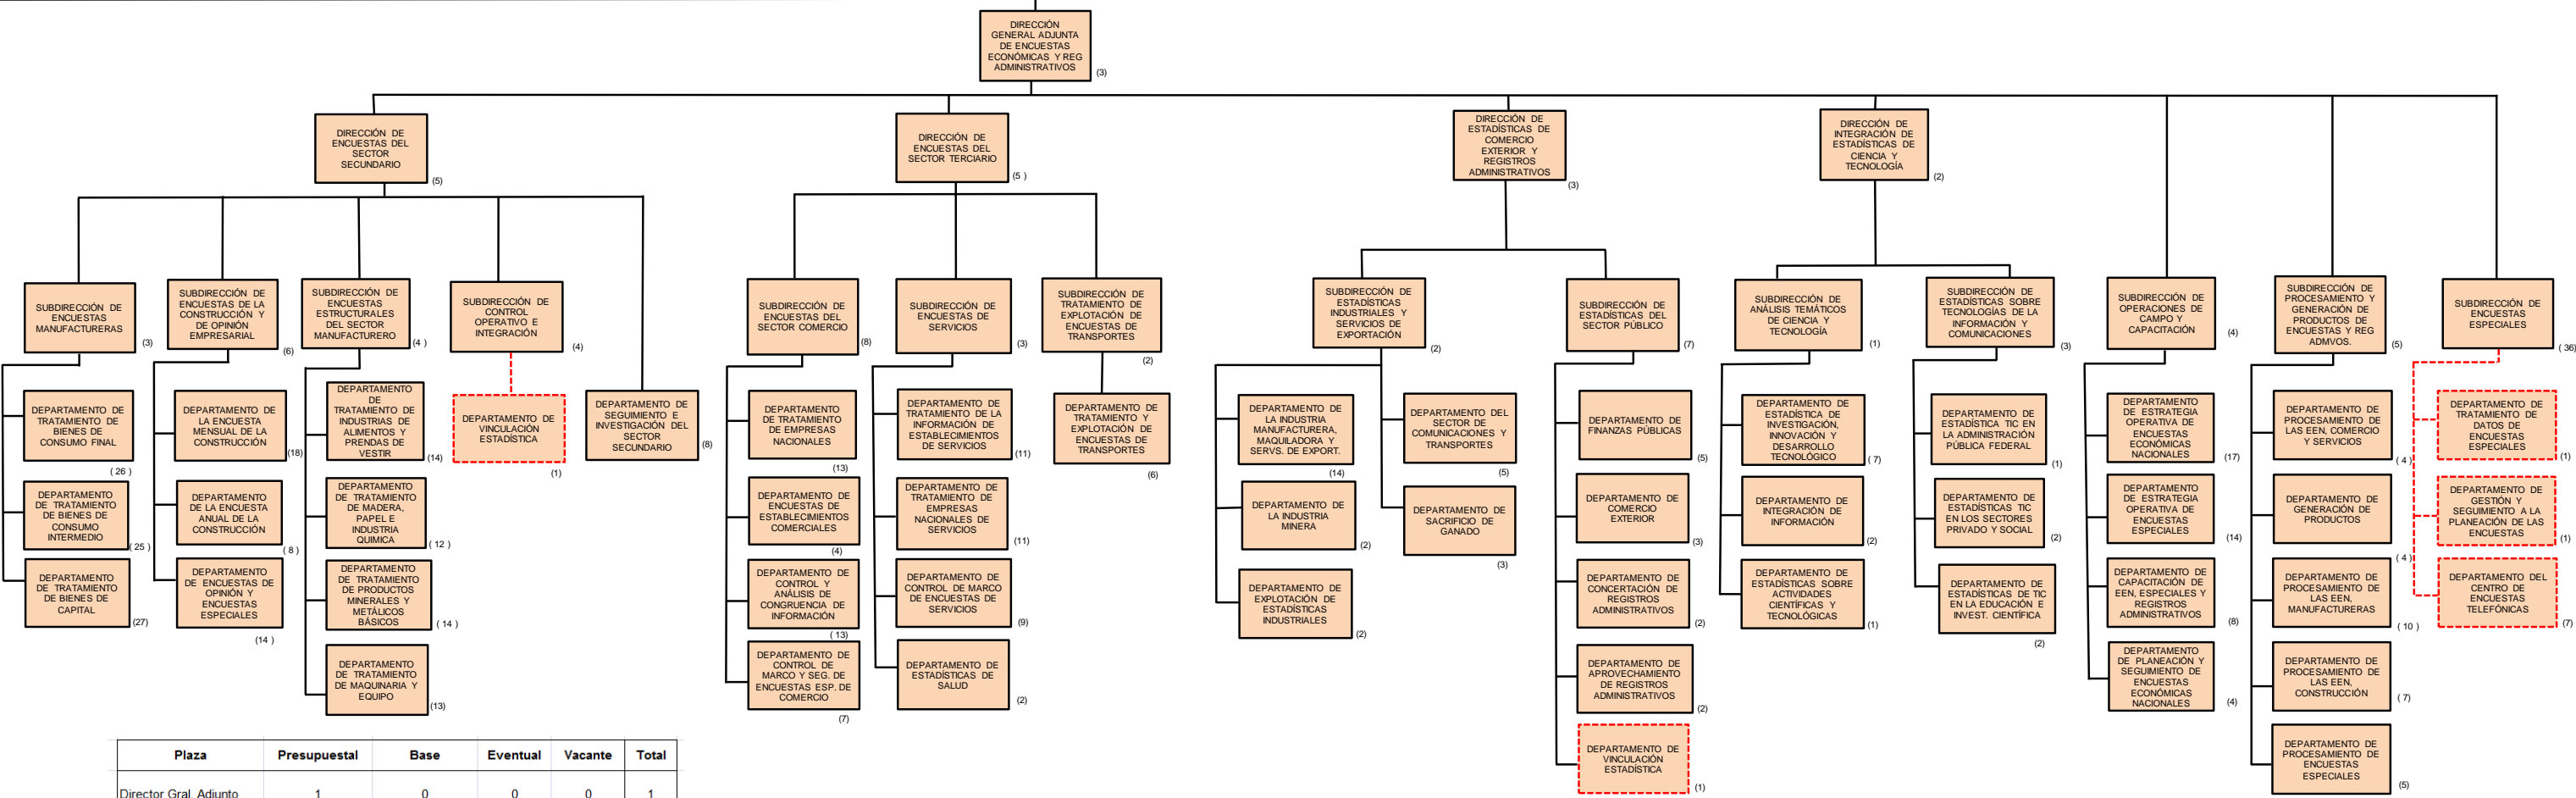 DIRECCIÓN
GENERAL ADJUNTA
DE ENCUESTAS
ECONÓMICAS Y REG
ADMINISTRATIVOS
(3)
DIRECCIÓN DE
ENCUESTAS DEL
SECTOR
SECUNDARIO
(5)
DIRECCIÓN DE
ENCUESTAS DEL
SECTOR TERCIARIO
(5 )
DIRECCIÓN DE
ESTADÍSTICAS DE
COMERCIO
EXTERIOR Y
REGISTROS
ADMINISTRATIVOS
(3)
DIRECCIÓN DE
INTEGRACIÓN DE
ESTADÍSTICAS DE
CIENCIA Y
TECNOLOGÍA
(2)
SUBDIRECCIÓN DE
ENCUESTAS
MANUFACTURERAS
(3)
SUBDIRECCIÓN DE
ENCUESTAS DE LA
CONSTRUCCIÓN Y
DE OPINIÓN
EMPRESARIAL
(6)
SUBDIRECCIÓN DE
ENCUESTAS
ESTRUCTURALES
DEL SECTOR
MANUFACTURERO
(4 )
SUBDIRECCIÓN DE
CONTROL
OPERATIVO E
INTEGRACIÓN
(4)
SUBDIRECCIÓN DE
ENCUESTAS DEL
SECTOR COMERCIO
(8)
SUBDIRECCIÓN DE
ENCUESTAS DE
SERVICIOS
(3)
SUBDIRECCIÓN DE
TRATAMIENTO Y
EXPLOTACIÓN DE
ENCUESTAS DE
TRANSPORTES
(2)
SUBDIRECCIÓN DE
ESTADÍSTICAS
INDUSTRIALES Y
SERVICIOS DE
EXPORTACIÓN
(2)
SUBDIRECCIÓN DE
ESTADÍSTICAS DEL
SECTOR PÚBLICO
(7)
SUBDIRECCIÓN DE
ANÁLISIS TEMÁTICOS
DE CIENCIA Y
TECNOLOGÍA
(1)
SUBDIRECCIÓN DE
ESTADÍSTICAS SOBRE
TECNOLOGÍAS DE LA
INFORMACIÓN Y
COMUNICACIONES
(3)
SUBDIRECCIÓN DE
OPERACIONES DE
CAMPO Y
CAPACITACIÓN
(4)
SUBDIRECCIÓN DE
PROCESAMIENTO Y
GENERACIÓN DE
PRODUCTOS DE
ENCUESTAS Y REG
ADMVOS.
(5)
SUBDIRECCIÓN DE
ENCUESTAS
ESPECIALES
( 36)
DEPARTAMENTO DE
TRATAMIENTO DE
BIENES DE
CONSUMO FINAL
( 26 )
DEPARTAMENTO
DE TRATAMIENTO
DE BIENES DE
CONSUMO
INTERMEDIO
( 25 )
DEPARTAMENTO
DE TRATAMIENTO
DE BIENES DE
CAPITAL
(27)
DEPARTAMENTO DE
LA ENCUESTA
MENSUAL DE LA
CONSTRUCCIÓN
(18)
DEPARTAMENTO
DE LA ENCUESTA
ANUAL DE LA
CONSTRUCCIÓN
( 8 )
DEPARTAMENTO
DE ENCUESTAS DE
OPINIÓN Y
ENCUESTAS
ESPECIALES
(14 )
DEPARTAMENTO
DE
TRATAMIENTO DE
INDUSTRIAS DE
ALIMENTOS Y
PRENDAS DE
VESTIR
(14)
DEPARTAMENTO
DE TRATAMIENTO
DE MADERA,
PAPEL E
INDUSTRIA
QUIMICA
( 12 )
DEPARTAMENTO
DE TRATAMIENTO
DE PRODUCTOS
MINERALES Y
METÁLICOS
BÁSICOS
( 14 )
DEPARTAMENTO
DE TRATAMIENTO
DE MAQUINARIA Y
EQUIPO
(13)
DEPARTAMENTO DE
VINCULACIÓN
ESTADÍSTICA
(1)
DEPARTAMENTO DE
SEGUIMIENTO E
INVESTIGACIÓN DEL
SECTOR
SECUNDARIO
(8)
DEPARTAMENTO
DE TRATAMIENTO
DE EMPRESAS
NACIONALES
(13)
DEPARTAMENTO DE
ENCUESTAS DE
ESTABLECIMIENTOS
COMERCIALES
(4)
DEPARTAMENTO DE
CONTROL Y
ANÁLISIS DE
CONGRUENCIA DE
INFORMACIÓN
( 13)
DEPARTAMENTO DE
CONTROL DE
MARCO Y SEG. DE
ENCUESTAS ESP. DE
COMERCIO
(7)
DEPARTAMENTO DE
TRATAMIENTO DE LA
INFORMACIÓN DE
ESTABLECIMIENTOS
DE SERVICIOS
(11)
DEPARTAMENTO DE
TRATAMIENTO DE
EMPRESAS
NACIONALES DE
SERVICIOS
(11)
DEPARTAMENTO DE
CONTROL DE MARCO
DE ENCUESTAS DE
SERVICIOS
(9)
DEPARTAMENTO DE
ESTADÍSTICAS DE
SALUD
(2)
DEPARTAMENTO DE
TRATAMIENTO Y
EXPLOTACIÓN DE
ENCUESTAS DE
TRANSPORTES
(6)
DEPARTAMENTO DE
LA INDUSTRIA
MANUFACTURERA,
MAQUILADORA Y
SERVS. DE EXPORT.
(14)
DEPARTAMENTO DE
LA INDUSTRIA
MINERA
(2)
DEPARTAMENTO DE
EXPLOTACIÓN DE
ESTADÍSTICAS
INDUSTRIALES
(2)
DEPARTAMENTO DEL
SECTOR DE
COMUNICACIONES Y
TRANSPORTES
(5)
DEPARTAMENTO DE
SACRIFICIO DE
GANADO
(3)
DEPARTAMENTO DE
FINANZAS PÚBLICAS
(5)
DEPARTAMENTO DE
COMERCIO
EXTERIOR
(3)
DEPARTAMENTO DE
CONCERTACIÓN DE
REGISTROS
ADMINISTRATIVOS
(2)
DEPARTAMENTO DE
APROVECHAMIENTO
DE REGISTROS
ADMINISTRATIVOS
(2)
DEPARTAMENTO DE
VINCULACIÓN
ESTADÍSTICA
(1)
DEPARTAMENTO DE
ESTADÍSTICA DE
INVESTIGACIÓN,
INNOVACIÓN Y
DESARROLLO
TECNOLÓGICO
( 7)
DEPARTAMENTO DE
INTEGRACIÓN DE
INFORMACIÓN
(2)
DEPARTAMENTO DE
ESTADÍSTICAS SOBRE
ACTIVIDADES
CIENTÍFICAS Y
TECNOLÓGICAS
(1)
DEPARTAMENTO DE
ESTADÍSTICA TIC EN
LA ADMINISTRACIÓN
PÚBLICA FEDERAL
(1)
DEPARTAMENTO DE
ESTADÍSTICAS TIC
EN LOS SECTORES
PRIVADO Y SOCIAL
(2)
DEPARTAMENTO DE
ESTADÍSTICAS DE TIC
EN LA EDUCACIÓN E
INVEST. CIENTÍFICA
(2)
DEPARTAMENTO
DE ESTRATEGIA
OPERATIVA DE
ENCUESTAS
ECONÓMICAS
NACIONALES
(17)
DEPARTAMENTO
DE ESTRATEGIA
OPERATIVA DE
ENCUESTAS
ESPECIALES
(14)
DEPARTAMENTO DE
CAPACITACIÓN DE
EEN, ESPECIALES Y
REGISTROS
ADMINISTRATIVOS
(8)
DEPARTAMENTO
DE PLANEACIÓN Y
SEGUIMIENTO DE
ENCUESTAS
ECONÓMICAS
NACIONALES
(4)
DEPARTAMENTO DE
PROCESAMIENTO DE
LAS EEN, COMERCIO
Y SERVICIOS
( 4 )
DEPARTAMENTO DE
GENERACIÓN DE
PRODUCTOS
( 4 )
DEPARTAMENTO DE
PROCESAMIENTO DE
LAS EEN,
MANUFACTURERAS
( 10 )
DEPARTAMENTO DE
PROCESAMIENTO DE
LAS EEN,
CONSTRUCCIÓN
( 7)
DEPARTAMENTO DE
PROCESAMIENTO DE
ENCUESTAS
ESPECIALES
(5)
DEPARTAMENTO DE
TRATAMIENTO DE
DATOS DE
ENCUESTAS
ESPECIALES
(1)
DEPARTAMENTO DE
GESTIÓN Y
SEGUIMIENTO A LA
PLANEACIÓN DE LAS
ENCUESTAS
(1)
DEPARTAMENTO DEL
CENTRO DE
ENCUESTAS
TELEFÓNICAS
(7)
Plaza Presupuestal Base Eventual Vacante Total
Director Gral. Adjunto 1 0 0 0 1